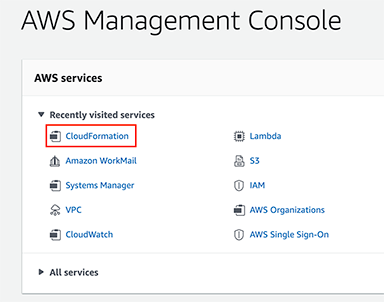 AWS Management Console
AWS services
Recently visited services
CloudFormation
Lambda
Amazon WorkMail
S3
Systems Manager
IAM
VPC
AWS Organizations
CloudWatch
AWS Single Sign-On
All services